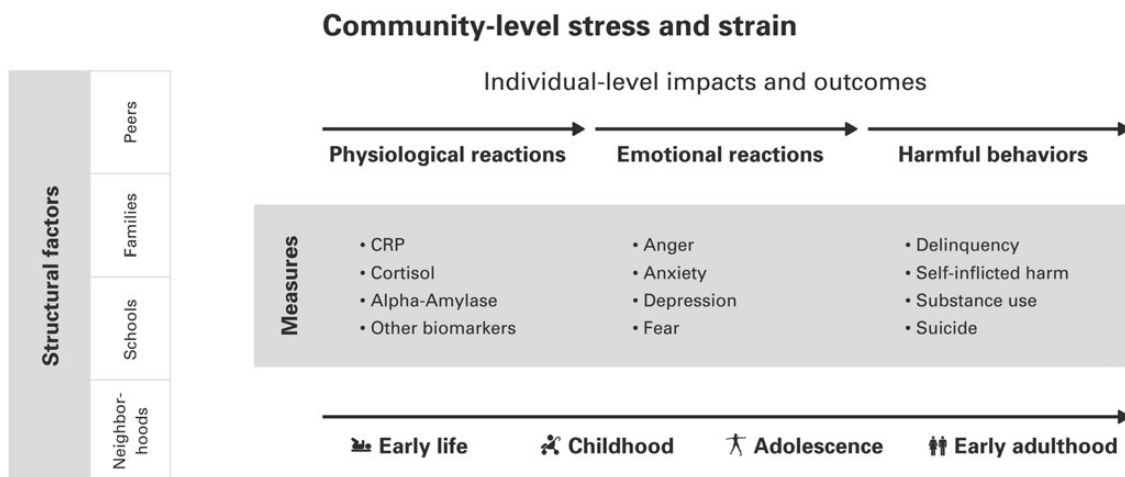 Community-level stress and strain
Individual-level impacts and outcomes
Structural factors
Peers
Families
Schools
Neighbor-
hoods
Physiological reactions
Emotional reactions
Harmful behaviors
Measures
• CRP
• Cortisol
• Alpha-Amylase
• Other biomarkers
• Anger
• Anxiety
• Depression
• Fear
• Delinquency
• Self-inflicted harm
• Substance use
• Suicide
Early life
Childhood
Adolescence
Early adulthood